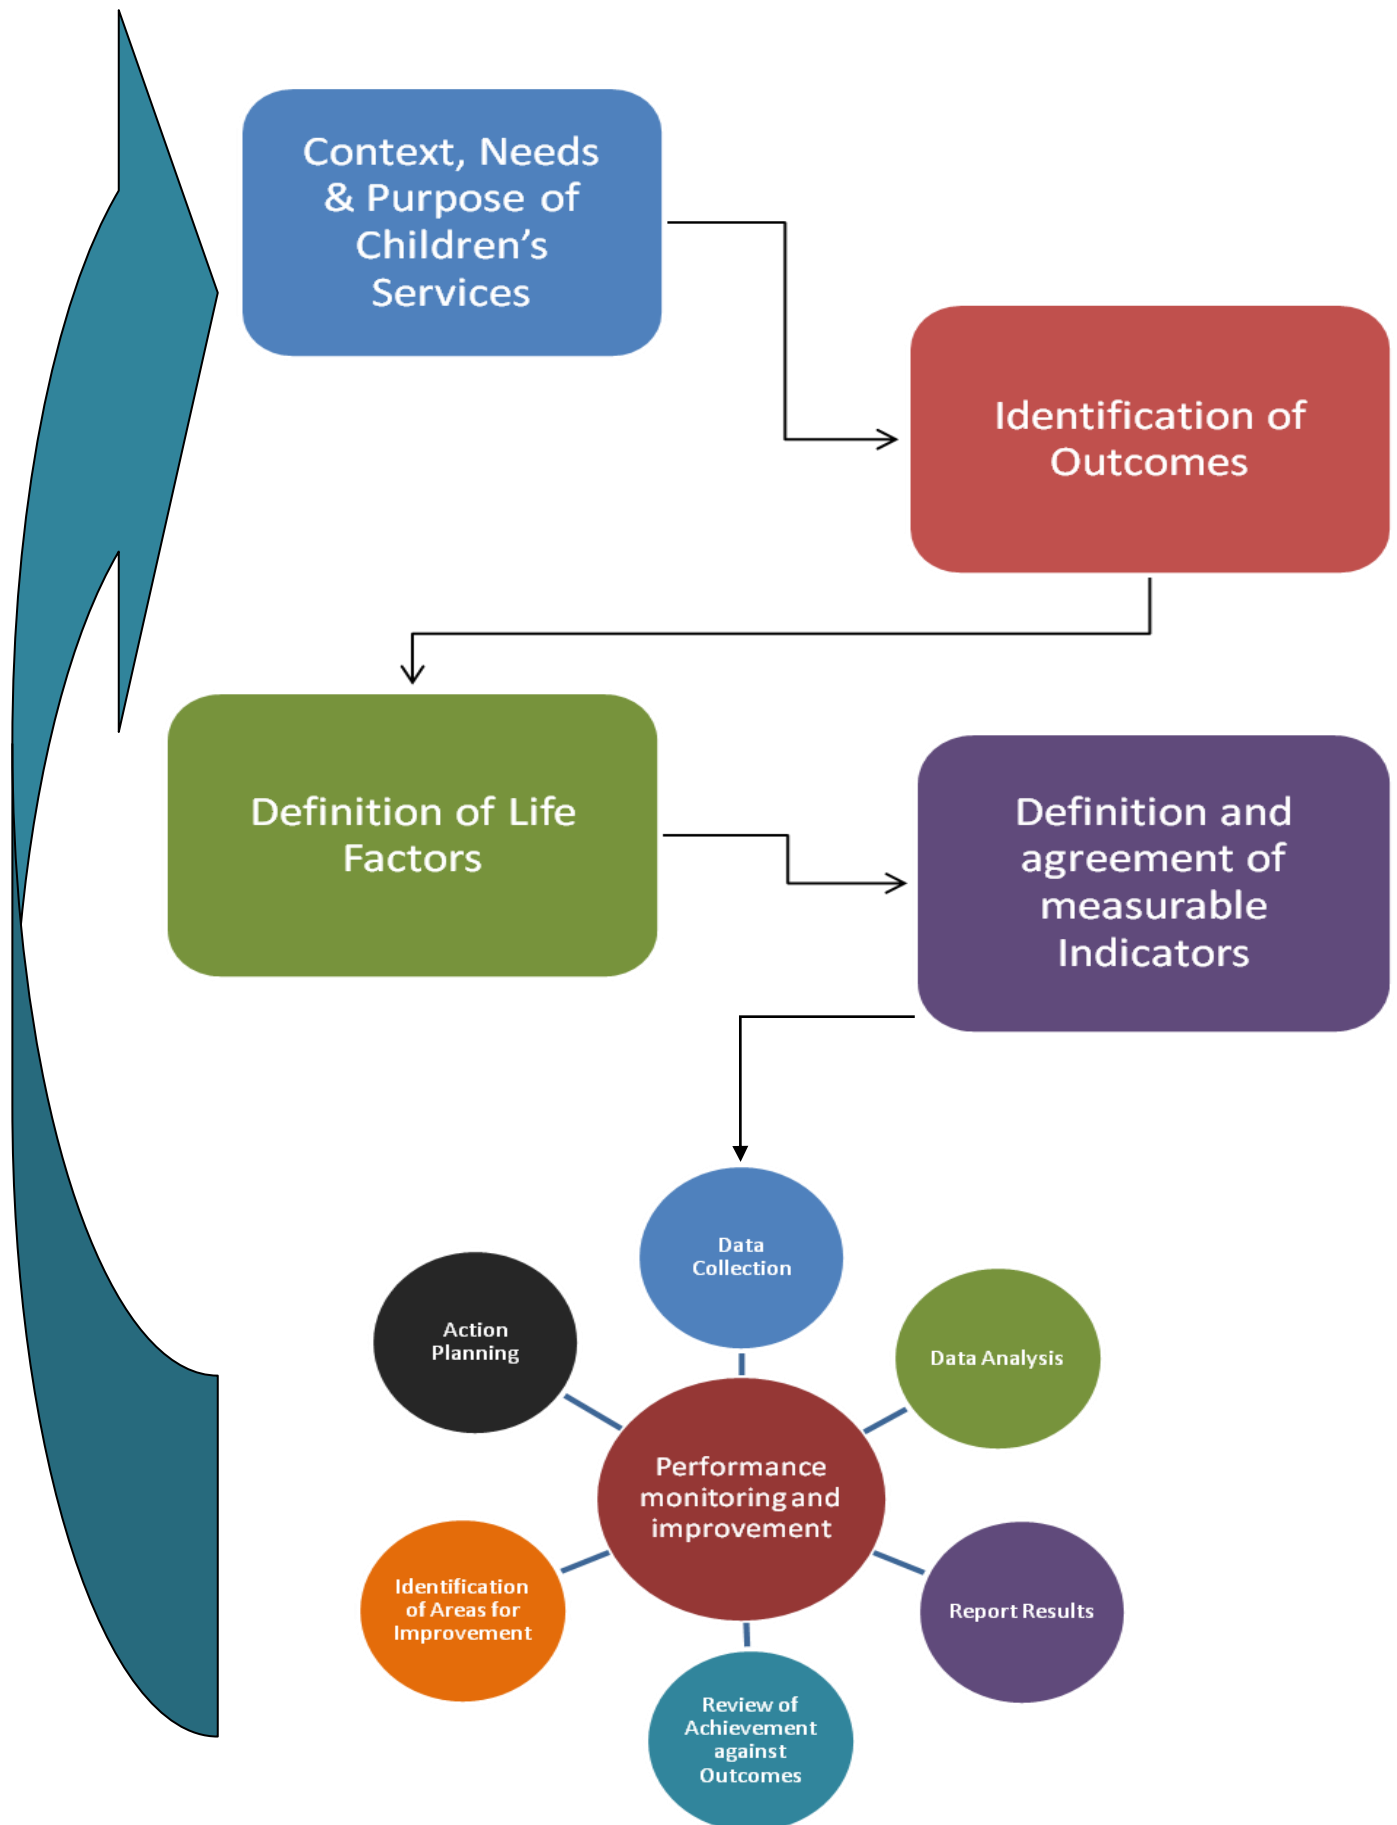 Context, Needs
& Purpose of
Children’s
Services
Identification of
Outcomes
Definition of Life
Factors
Definition and
agreement of
measurable
Indicators
Data
Collection
Data Analysis
Report Results
Review of
Achievement
against
Outcomes
Identification
of Areas for
Improvement
Action
Planning
Performance
monitoring and
improvement